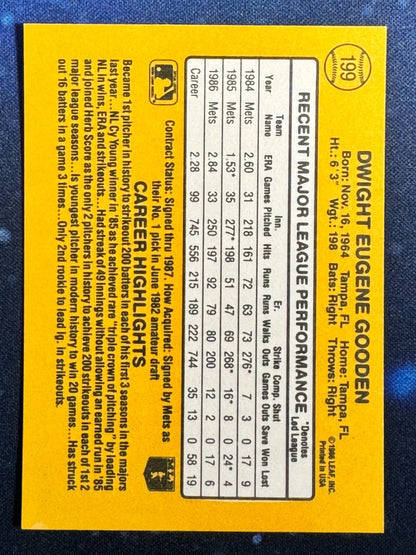 199
DWIGHT EUGENE GOODEN
Born: Nov. 16, 1964 Tampa, FL Home: Tampa, FL
Ht.: 6' 3" Wgt.: 198 Bats: Right Throws: Right
© 1986 LEAF, INC.
Printed in USA
RECENT MAJOR LEAGUE PERFORMANCE *Denotes Led League
Team Inn. Er. Strike Comp. Shut
Year Name ERA Games Pitched Hits Runs Runs Walks Outs Games Outs Save Won Lost
1984 Mets 2.60 31 218 161 72 63 73 276* 7 3 0 17 9
1985 Mets 1.53* 35 277* 198 51 47 69 268* 16* 8 0 24* 4
1986 Mets 2.84 33 250 197 92 79 80 200 12 2 0 17 6
Career 2.28 99 745 556 215 189 222 744 35 13 0 58 19
Contract Status: Signed thru 1987. How Acquired: Signed by Mets as
their No. 1 pick in June 1982 amateur draft
CAREER HIGHLIGHTS
Became 1st pitcher in history to strikeout 200 batters in each of his first 3 seasons in the majors
last year...NL Cy Young winner in '85 as he achieved rare "triple crown of pitching" by leading
NL in wins, ERA and strikeouts...Had streak of 49 innings without allowing an earned run in '85
and joined Herb Score as the only 2 pitchers in history to achieve 200 strikeouts in each of 1st 2
major league seasons...Is youngest pitcher in modern history to win 20 games...Has struck
out 16 batters in a game 3 times...Only 2nd rookie to lead lg. in strikeouts.